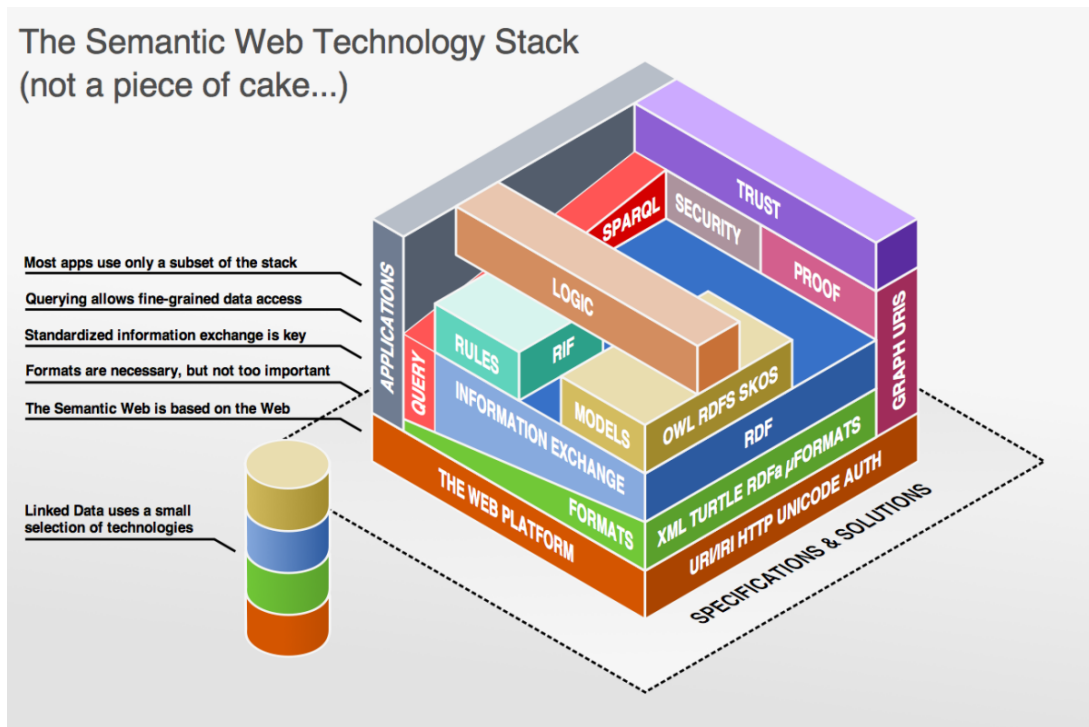 The Semantic Web Technology Stack
(not a piece of cake...)
Most apps use only a subset of the stack
Querying allows fine-grained data access
Standardized information exchange is key
Formats are necessary, but not too important
The Semantic Web is based on the Web
Linked Data uses a small
selection of technologies
APPLICATIONS
QUERY
SPARQL
SECURITY
TRUST
PROOF
LOGIC
RULES
RIF
MODELS
OWL RDFS SKOS
INFORMATION EXCHANGE
RDF
GRAPH URIS
FORMATS
XML TURTLE RDFa μFORMATS
THE WEB PLATFORM
URI/IRI HTTP UNICODE AUTH
SPECIFICATIONS & SOLUTIONS